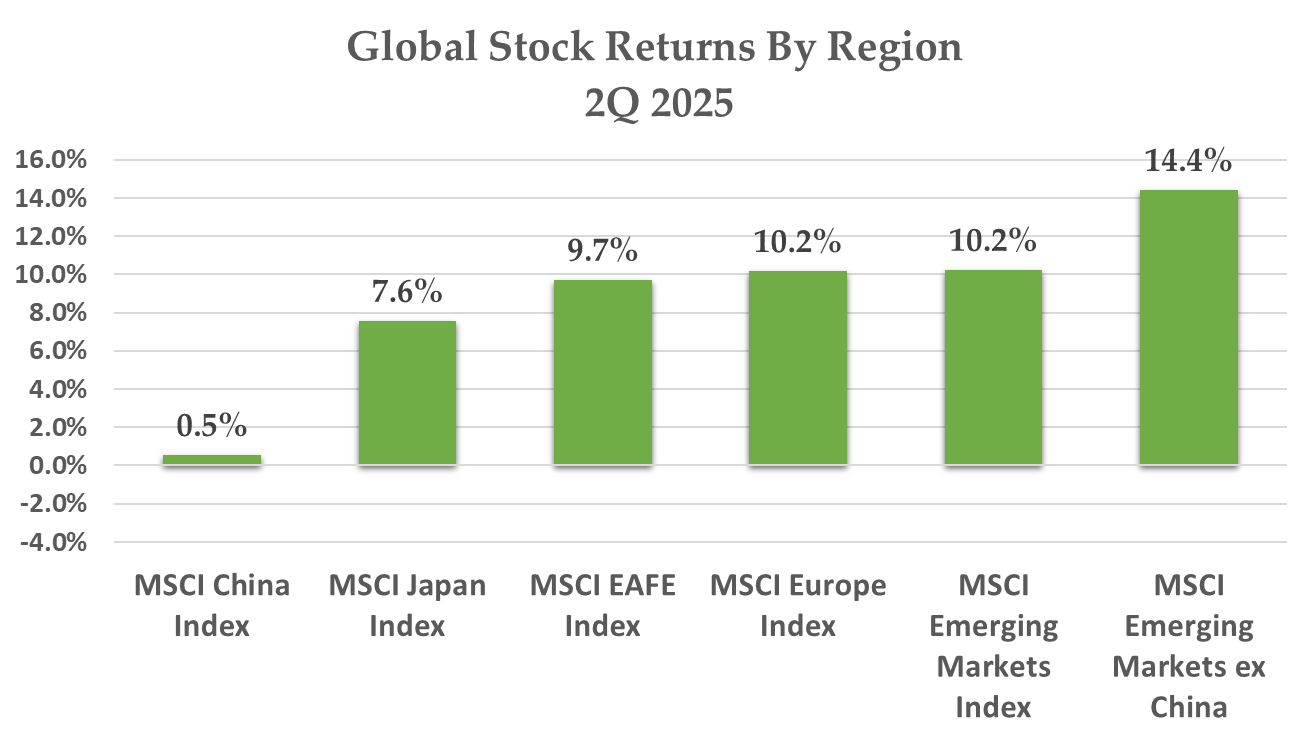 Global Stock Returns By Region
2Q 2025
16.0%
14.0%
12.0%
10.0%
8.0%
6.0%
4.0%
2.0%
0.0%
-2.0%
-4.0%
0.5%
7.6%
9.7%
10.2%
10.2%
14.4%
MSCI China
Index
MSCI Japan
Index
MSCI EAFE
Index
MSCI Europe
Index
MSCI
Emerging
Markets
Index
MSCI
Emerging
Markets ex
China